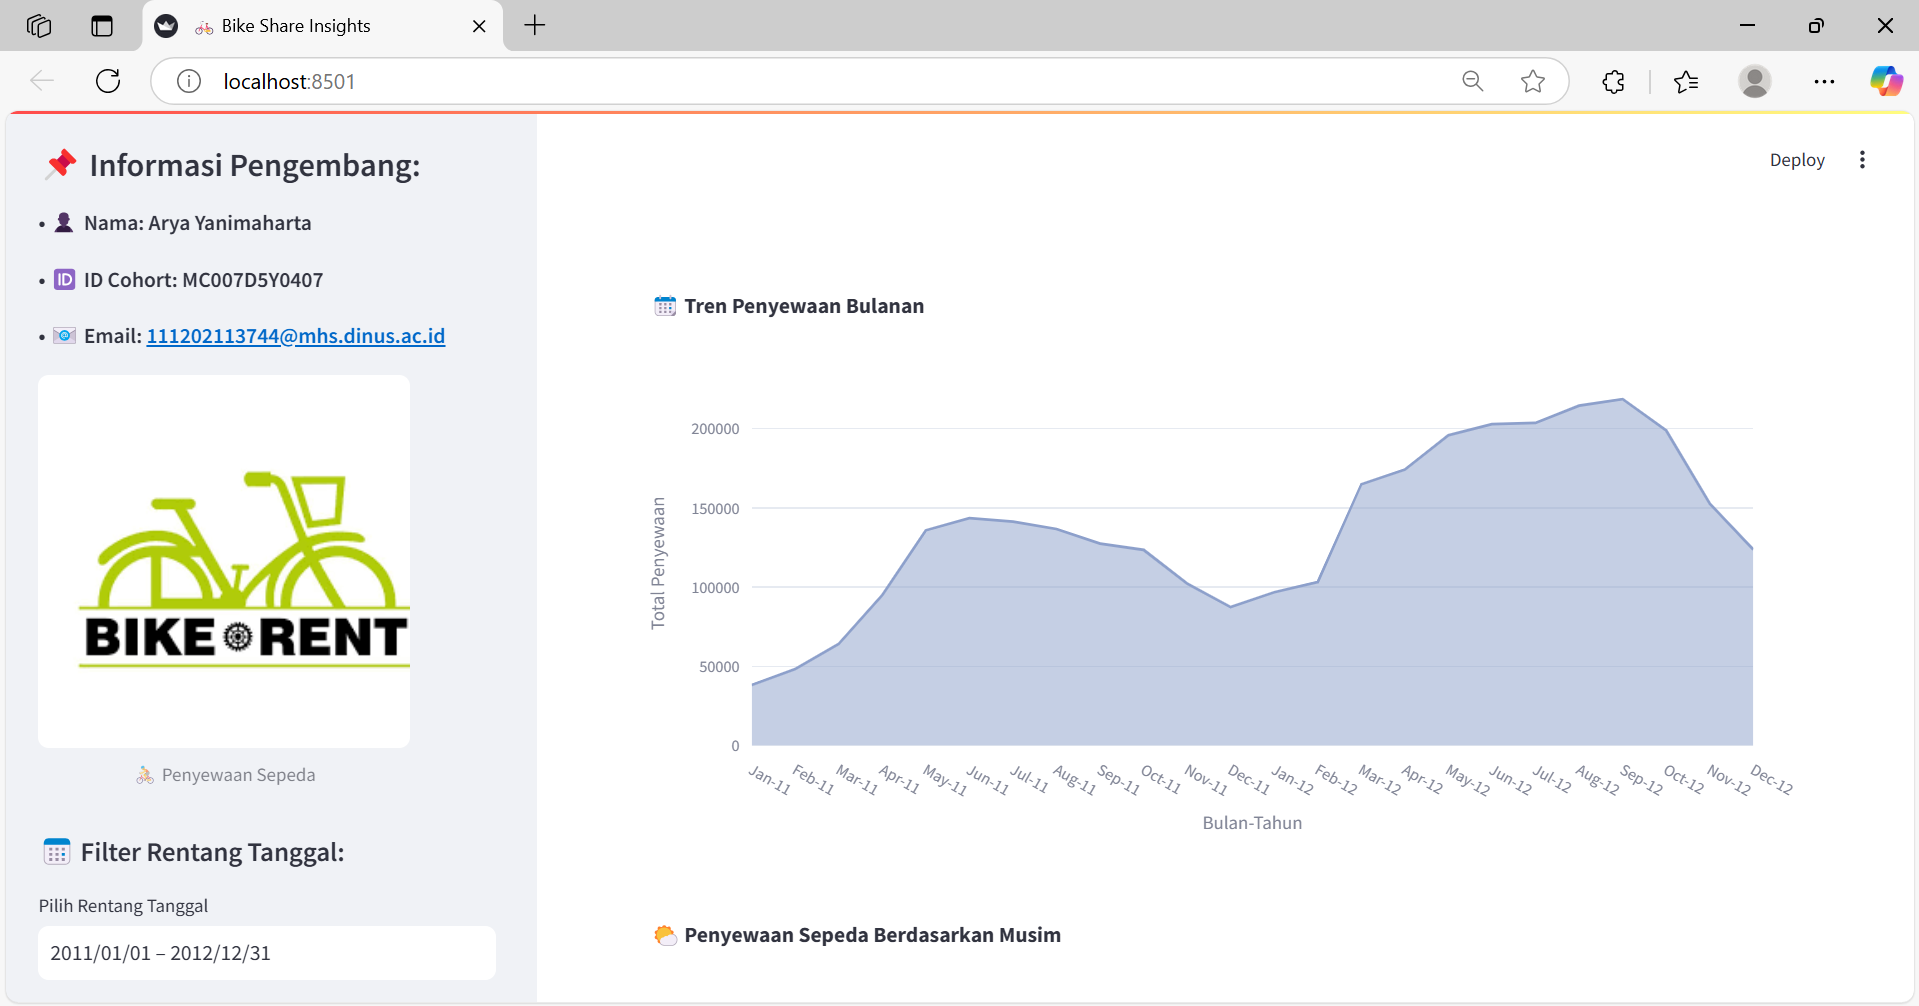 Bike Share Insights
localhost:8501
Informasi Pengembang:
• Nama: Arya Yanimaharta
• ID ID Cohort: MC007D5Y0407
• Email: 111202113744@mhs.dinus.ac.id
BIKE RENT
Penyewaan Sepeda
Filter Rentang Tanggal:
Pilih Rentang Tanggal
2011/01/01 – 2012/12/31
Deploy
Tren Penyewaan Bulanan
Total Penyewaan
200000
150000
100000
50000
0
Jan-11 Feb-11 Mar-11 Apr-11 May-11 Jun-11 Jul-11 Aug-11 Sep-11 Oct-11 Nov-11 Dec-11 Jan-12 Feb-12 Mar-12 Apr-12 May-12 Jun-12 Jul-12 Aug-12 Sep-12 Oct-12 Nov-12 Dec-12
Bulan-Tahun
Penyewaan Sepeda Berdasarkan Musim